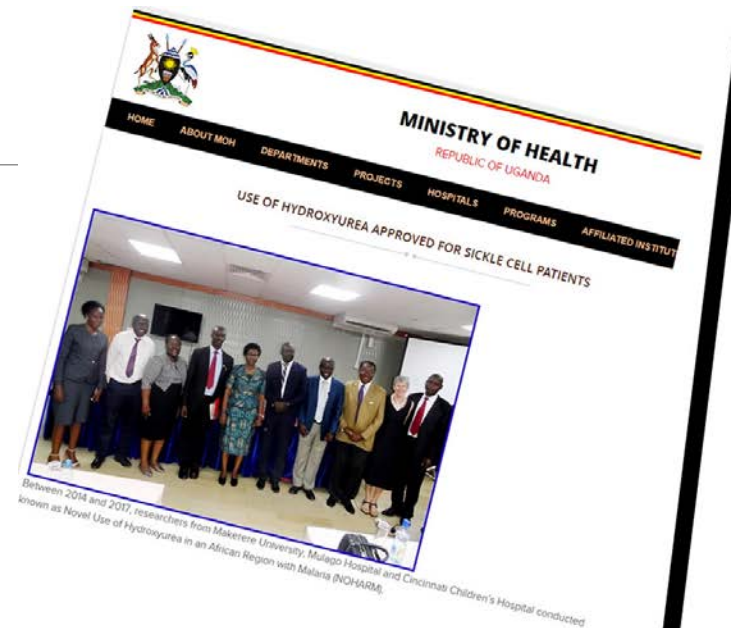 MINISTRY OF HEALTH
REPUBLIC OF UGANDA
HOME ABOUT MOH DEPARTMENTS PROJECTS HOSPITALS PROGRAMS AFFILIATED INSTITUT
USE OF HYDROXYUREA APPROVED FOR SICKLE CELL PATIENTS
Between 2014 and 2017, researchers from Makerere University, Mulago Hospital and Cincinnati Children's Hospital conducted
known as Novel Use of Hydroxyurea in an African Region with Malaria (NOHARM).